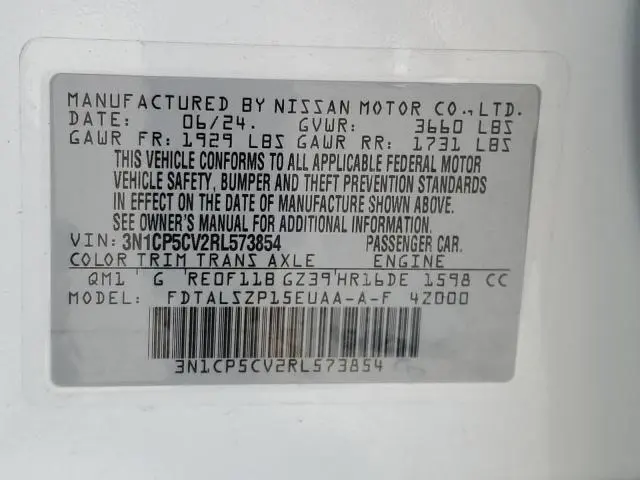 MANUFACTURED BY NISSAN MOTOR CO.,LTD.
DATE: 06/24. GVWR: 3660 LBS
GAWR FR: 1929 LBS GAWR RR: 1731 LBS
THIS VEHICLE CONFORMS TO ALL APPLICABLE FEDERAL MOTOR
VEHICLE SAFETY, BUMPER AND THEFT PREVENTION STANDARDS
IN EFFECT ON THE DATE OF MANUFACTURE SHOWN ABOVE.
SEE OWNER'S MANUAL FOR ADDITIONAL INFORMATION.
VIN: 3N1CP5CV2RL573854 PASSENGER CAR.
COLOR TRIM TRANS AXLE ENGINE
QM1 G RE0F11B GZ39 HR16DE 1598 CC
MODEL: FDTALSZP15EUAA-A-F 4Z000
3N1CP5CV2RL573854